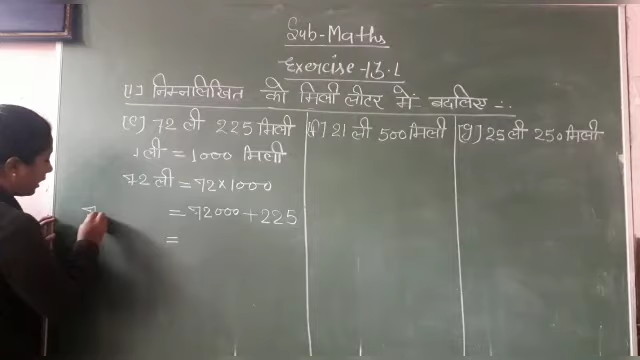 Sub-Maths
Exercise-13.1
(1) निम्नलिखित को मिली लीटर में बदलिए -:
(e) 72 ली 225 मिली
1 ली = 1000 मिली
72 ली = 72×1000
= 72000 + 225
=
(f) 21 ली 500 मिली
(g) 25 ली 250 मिली